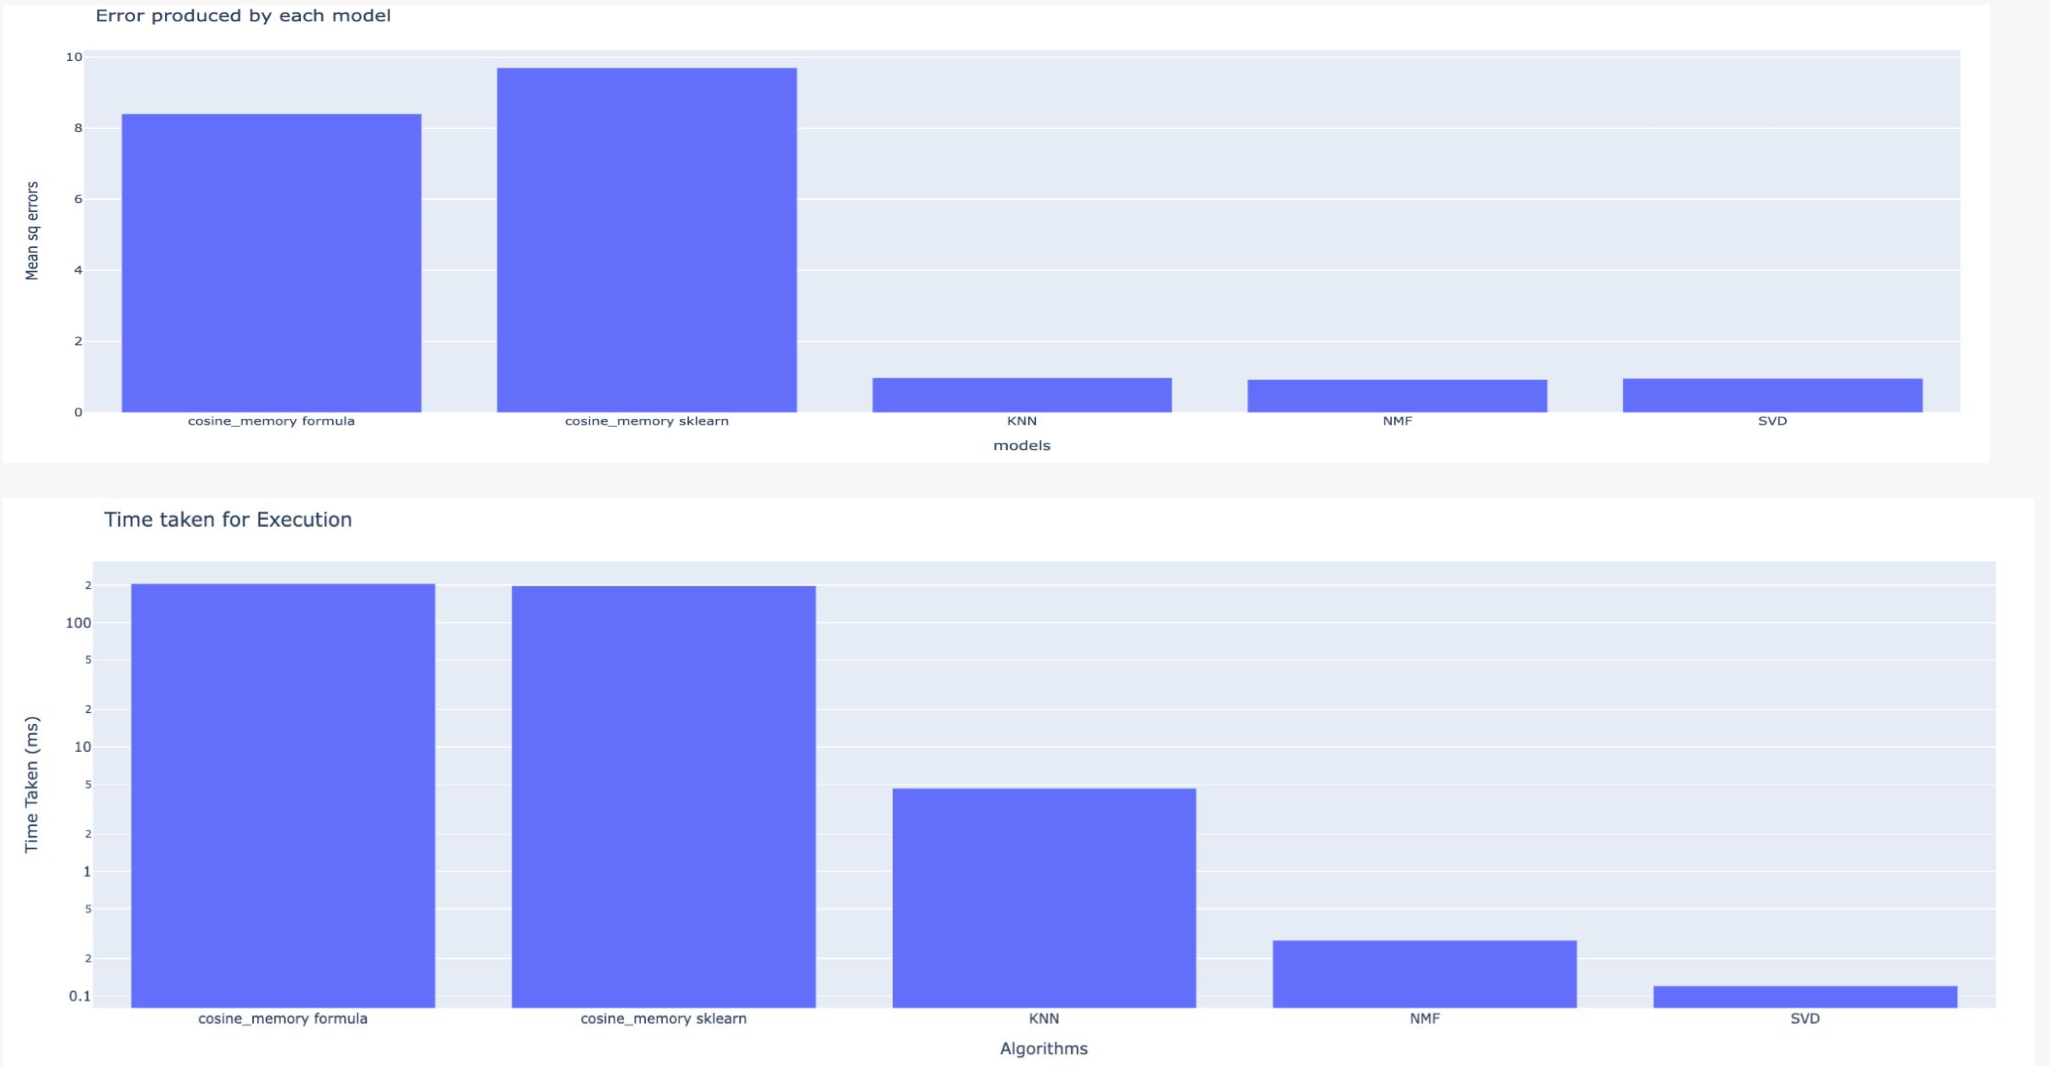 Error produced by each model
10
8
6
4
2
0
Mean sq errors
cosine_memory formula
cosine_memory sklearn
KNN
NMF
SVD
models
Time taken for Execution
2
100
5
2
10
5
2
1
5
2
0.1
Time Taken (ms)
cosine_memory formula
cosine_memory sklearn
KNN
NMF
SVD
Algorithms